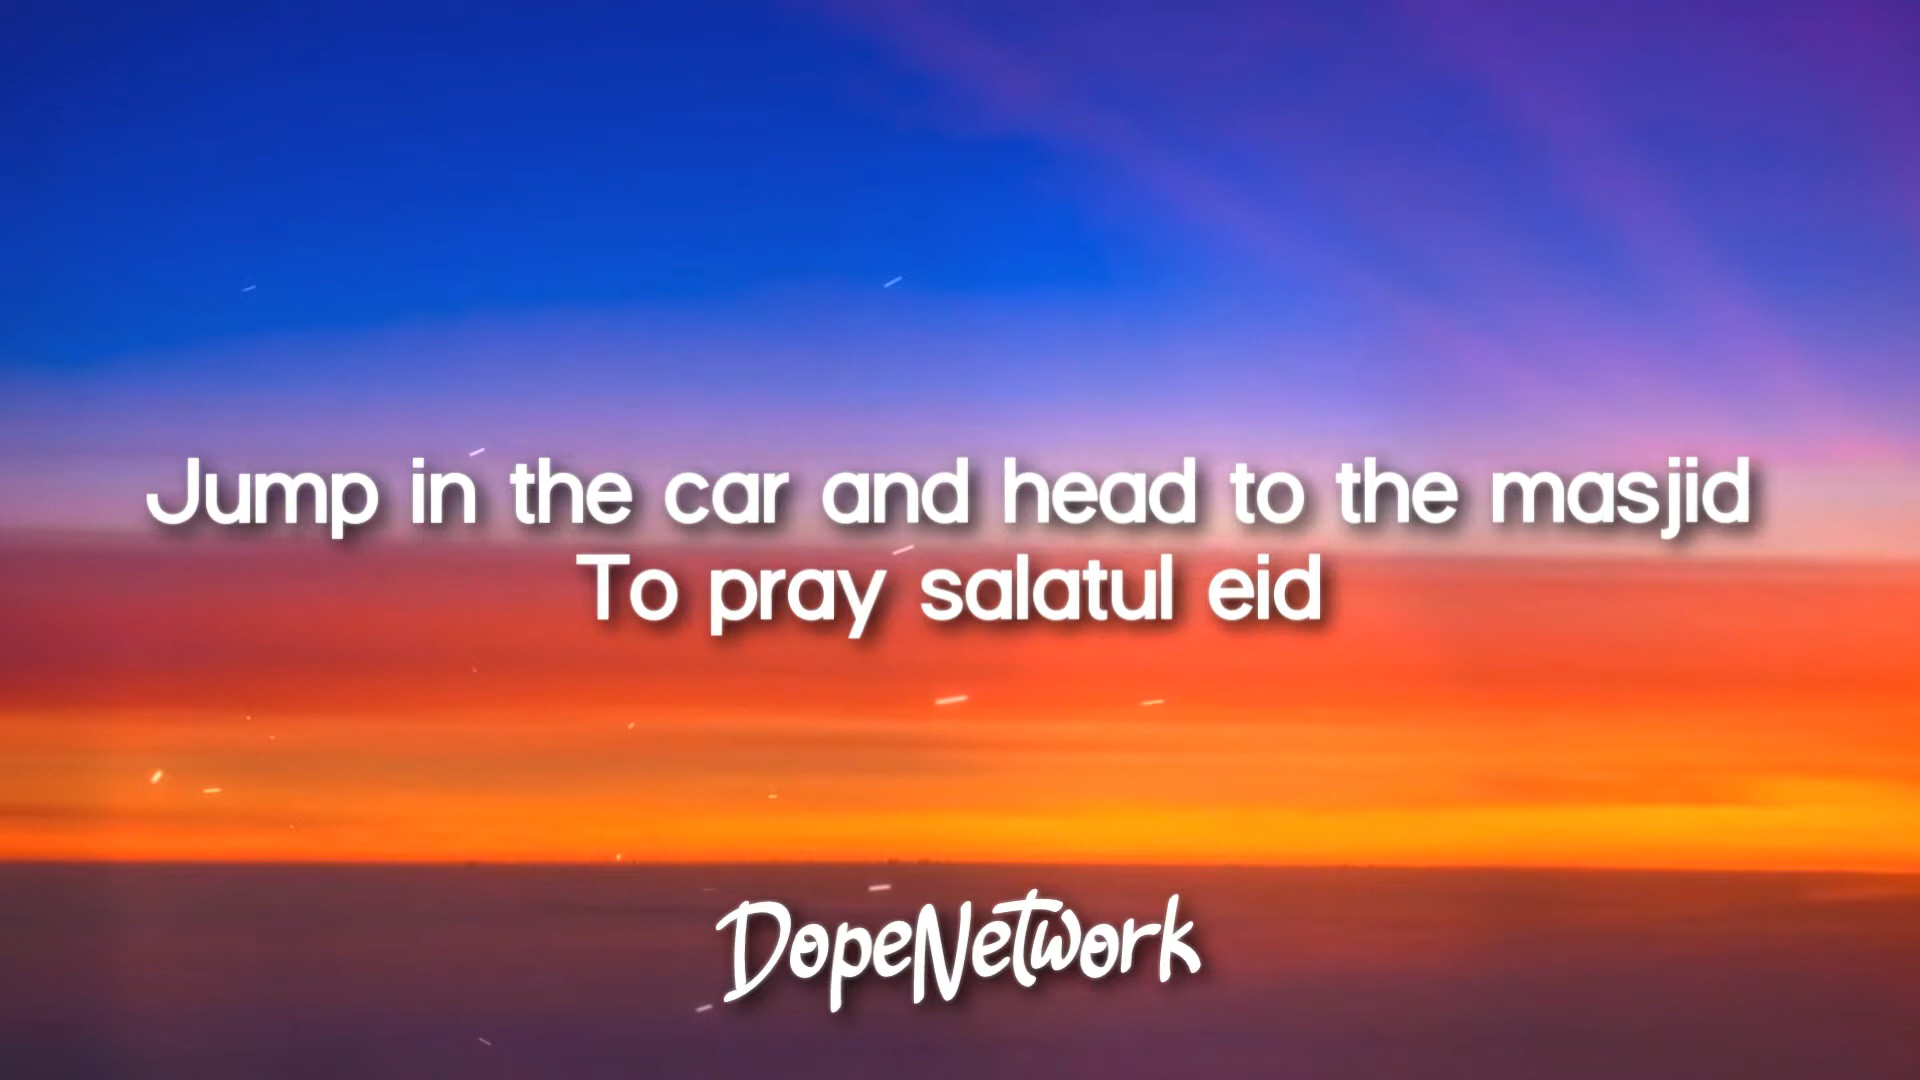 Jump in the car and head to the masjid
To pray salatul eid
DopeNetwork